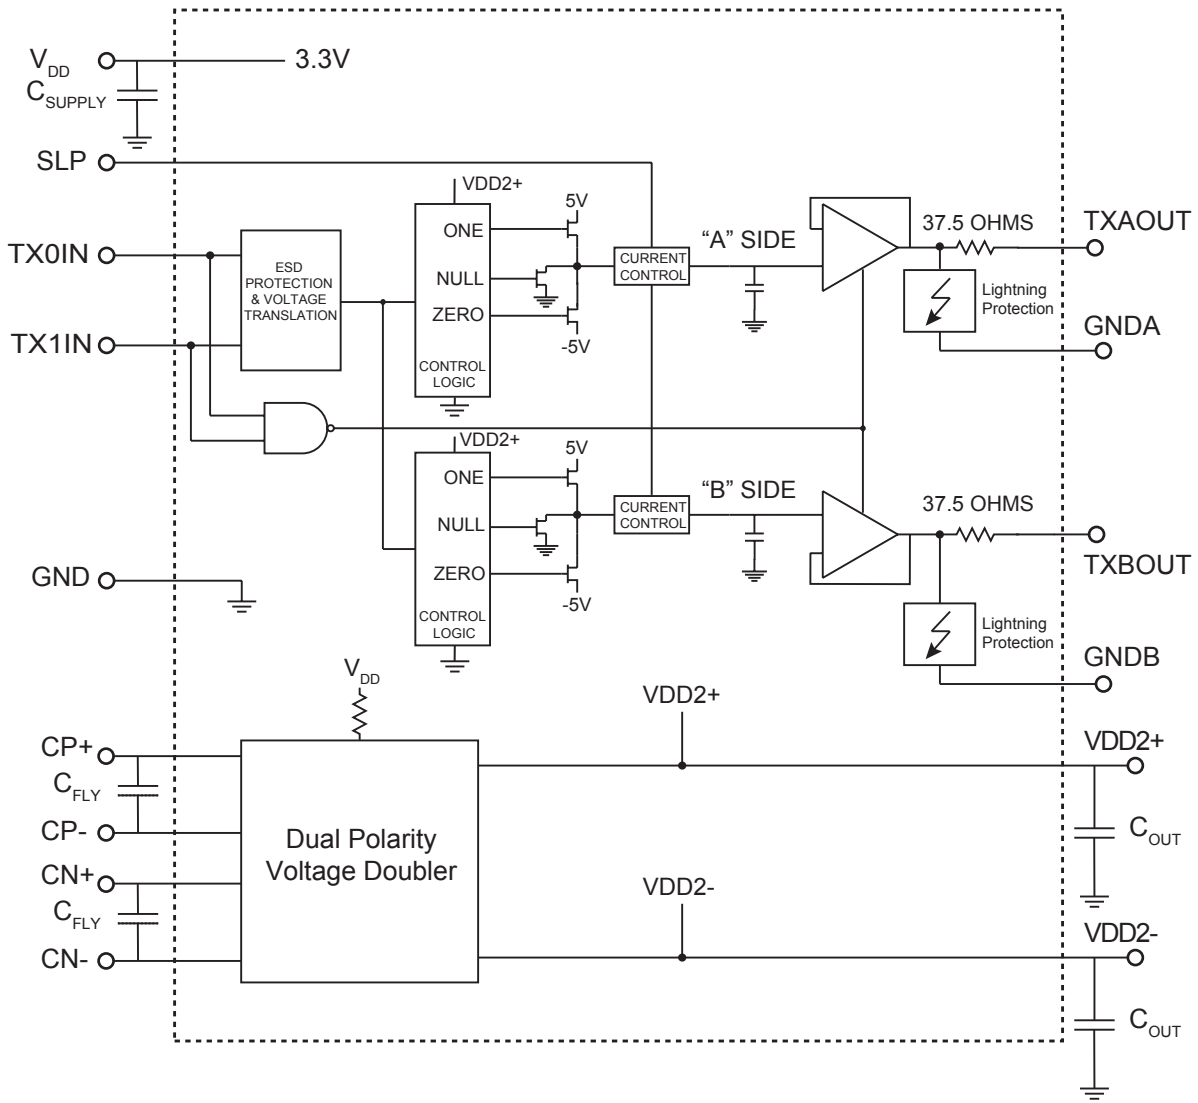 VDD
3.3V
CSUPPLY
SLP
VDD2+
5V
ONE
NULL
ZERO
-5V
CONTROL
LOGIC
TX0IN
TX1IN
ESD
PROTECTION
& VOLTAGE
TRANSLATION
CURRENT
CONTROL
“A” SIDE
37.5 OHMS
TXAOUT
Lightning
Protection
GNDA
VDD2+
5V
ONE
NULL
ZERO
-5V
CONTROL
LOGIC
CURRENT
CONTROL
“B” SIDE
37.5 OHMS
TXBOUT
Lightning
Protection
GNDB
GND
VDD
CP+
CFLY
CP-
CN+
CFLY
CN-
Dual Polarity
Voltage Doubler
VDD2+
VDD2+
COUT
VDD2-
VDD2-
COUT